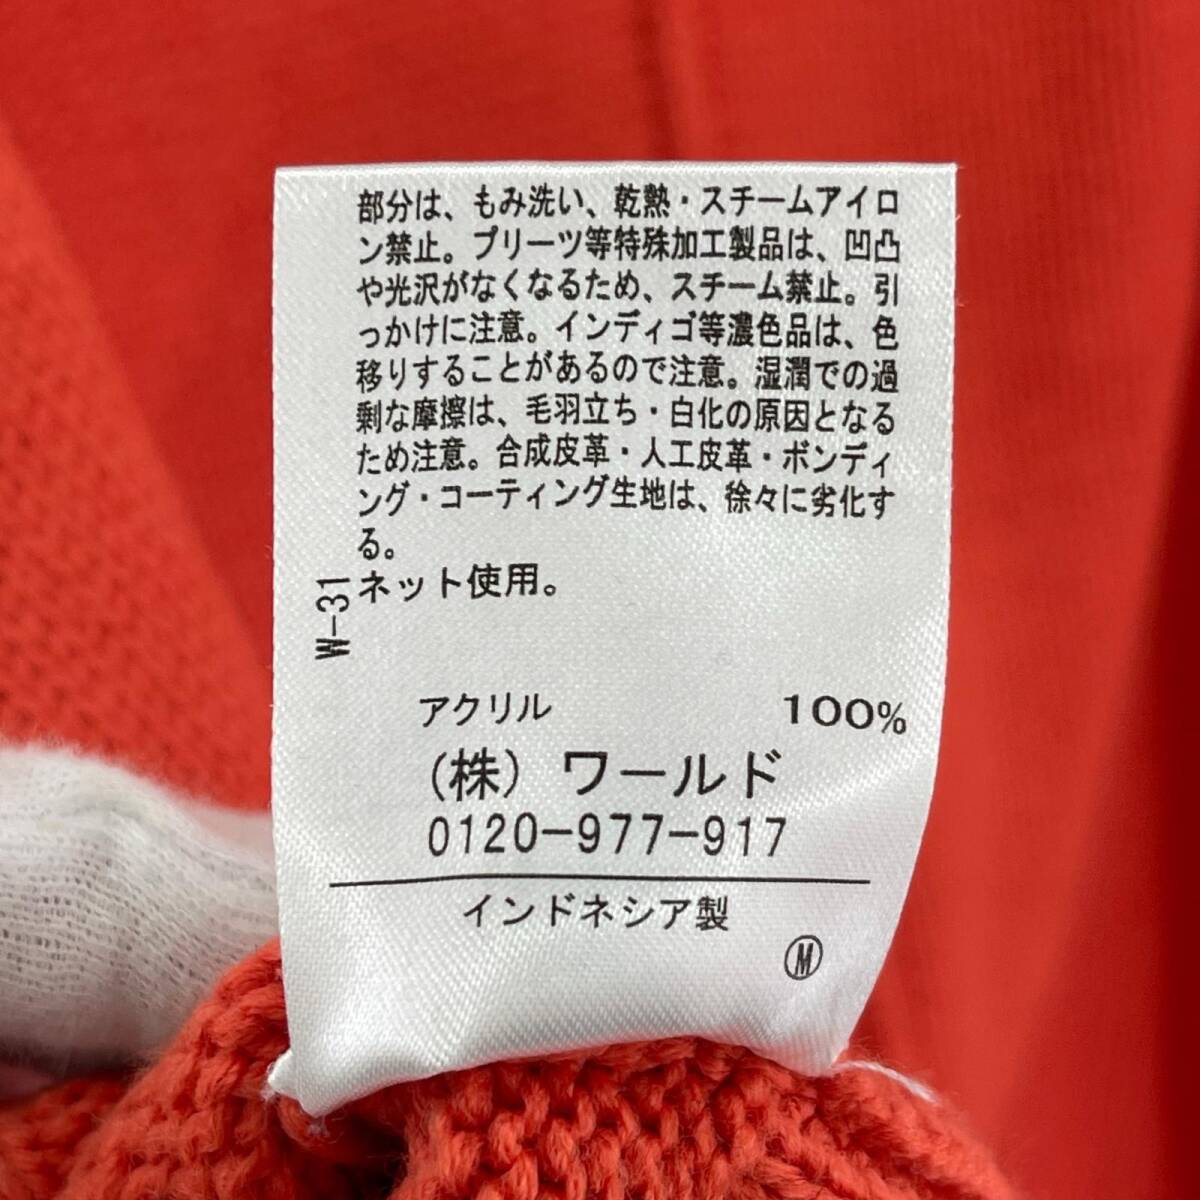 部分は、もみ洗い、乾熱・スチームアイロ
ン禁止。プリーツ等特殊加工製品は、凹凸
や光沢がなくなるため、スチーム禁止。引
っかけに注意。インディゴ等濃色品は、色
移りすることがあるので注意。湿潤での過
剰な摩擦は、毛羽立ち・白化の原因となる
ため注意。合成皮革・人工皮革・ボンディ
ング・コーティング生地は、徐々に劣化す
る。
ネット使用。
W-31
アクリル 100%
(株) ワールド
0120-977-917
インドネシア製
M